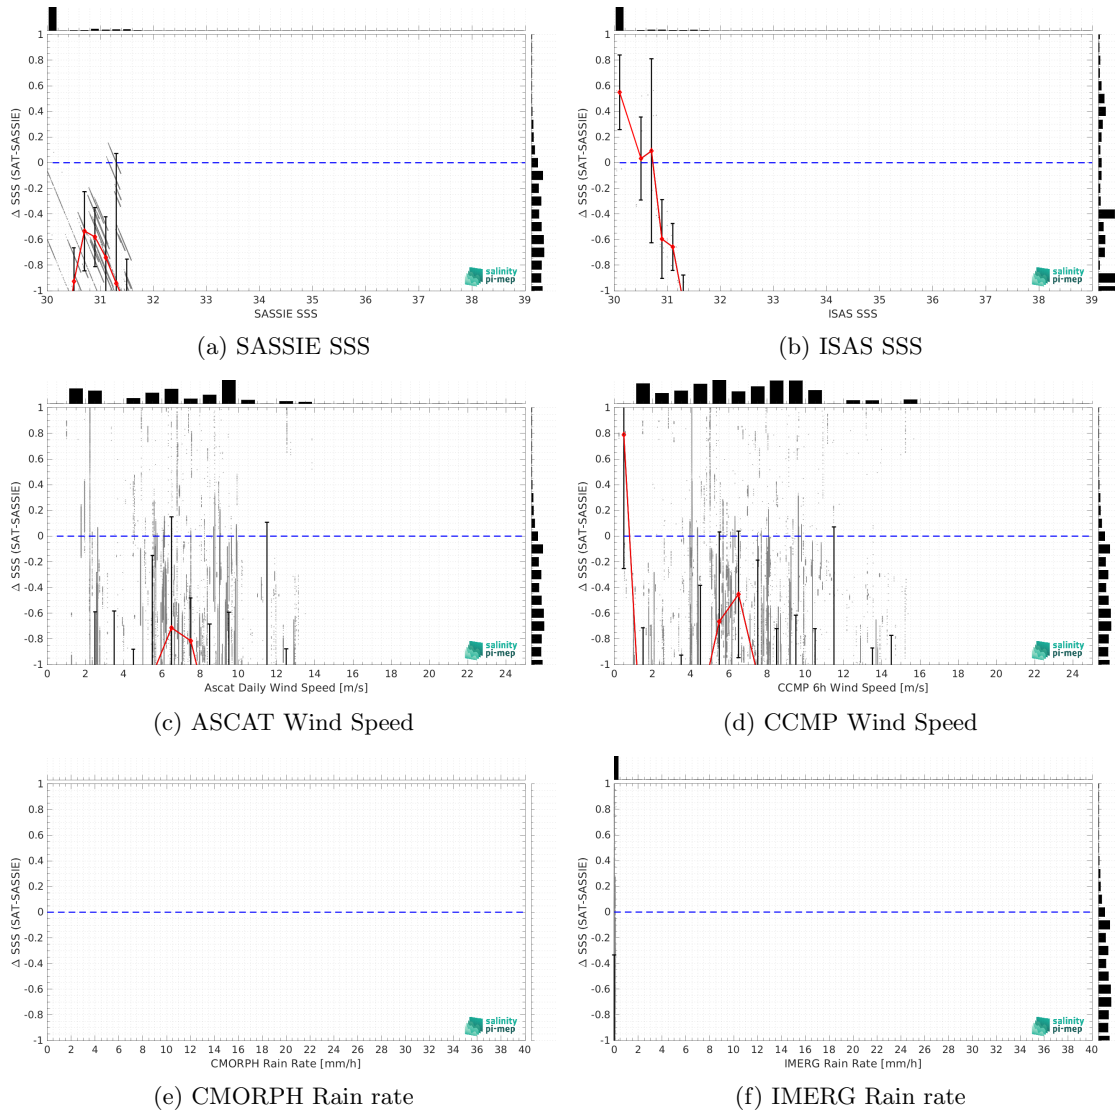 1
0.8
0.6
0.4
0.2
0
-0.2
-0.4
-0.6
-0.8
-1
Δ SSS (SAT-SASSIE)
salinity
pi-mep
30 31 32 33 34 35 36 37 38 39
SASSIE SSS
(a) SASSIE SSS
1
0.8
0.6
0.4
0.2
0
-0.2
-0.4
-0.6
-0.8
-1
Δ SSS (SAT-SASSIE)
salinity
pi-mep
30 31 32 33 34 35 36 37 38 39
ISAS SSS
(b) ISAS SSS
1
0.8
0.6
0.4
0.2
0
-0.2
-0.4
-0.6
-0.8
-1
Δ SSS (SAT-SASSIE)
salinity
pi-mep
0 2 4 6 8 10 12 14 16 18 20 22 24
Ascat Daily Wind Speed [m/s]
(c) ASCAT Wind Speed
1
0.8
0.6
0.4
0.2
0
-0.2
-0.4
-0.6
-0.8
-1
Δ SSS (SAT-SASSIE)
salinity
pi-mep
0 2 4 6 8 10 12 14 16 18 20 22 24
CCMP 6h Wind Speed [m/s]
(d) CCMP Wind Speed
1
0.8
0.6
0.4
0.2
0
-0.2
-0.4
-0.6
-0.8
-1
Δ SSS (SAT-SASSIE)
salinity
pi-mep
0 2 4 6 8 10 12 14 16 18 20 22 24 26 28 30 32 34 36 38 40
CMORPH Rain Rate [mm/h]
(e) CMORPH Rain rate
1
0.8
0.6
0.4
0.2
0
-0.2
-0.4
-0.6
-0.8
-1
Δ SSS (SAT-SASSIE)
salinity
pi-mep
0 2 4 6 8 10 12 14 16 18 20 22 24 26 28 30 32 34 36 38 40
IMERG Rain Rate [mm/h]
(f) IMERG Rain rate